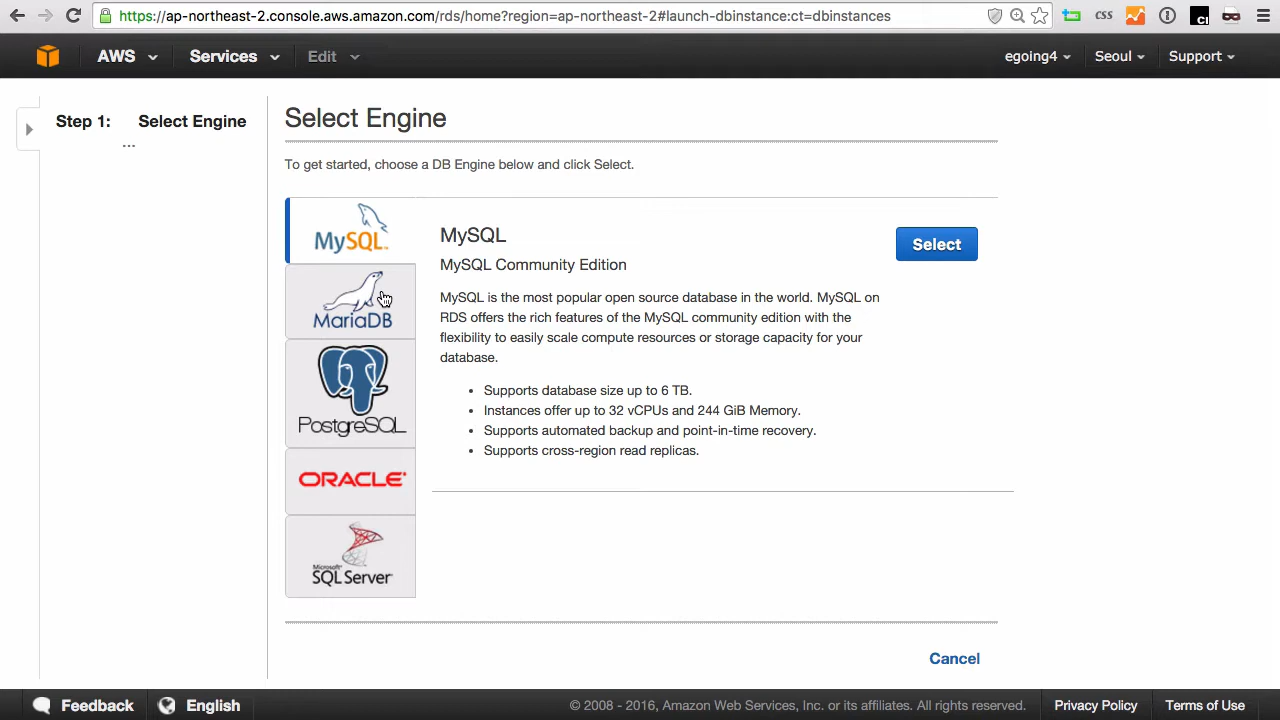 https://ap-northeast-2.console.aws.amazon.com/rds/home?region=ap-northeast-2#launch-dbinstance:ct=dbinstances
css
AWS Services Edit egoing4 Seoul Support
Step 1: Select Engine
...
Select Engine
To get started, choose a DB Engine below and click Select.
MySQL
MariaDB
PostgreSQL
ORACLE
Microsoft
SQL Server
MySQL
Select
MySQL Community Edition
MySQL is the most popular open source database in the world. MySQL on
RDS offers the rich features of the MySQL community edition with the
flexibility to easily scale compute resources or storage capacity for your
database.
• Supports database size up to 6 TB.
• Instances offer up to 32 vCPUs and 244 GiB Memory.
• Supports automated backup and point-in-time recovery.
• Supports cross-region read replicas.
Cancel
Feedback English © 2008 - 2016, Amazon Web Services, Inc. or its affiliates. All rights reserved. Privacy Policy Terms of Use